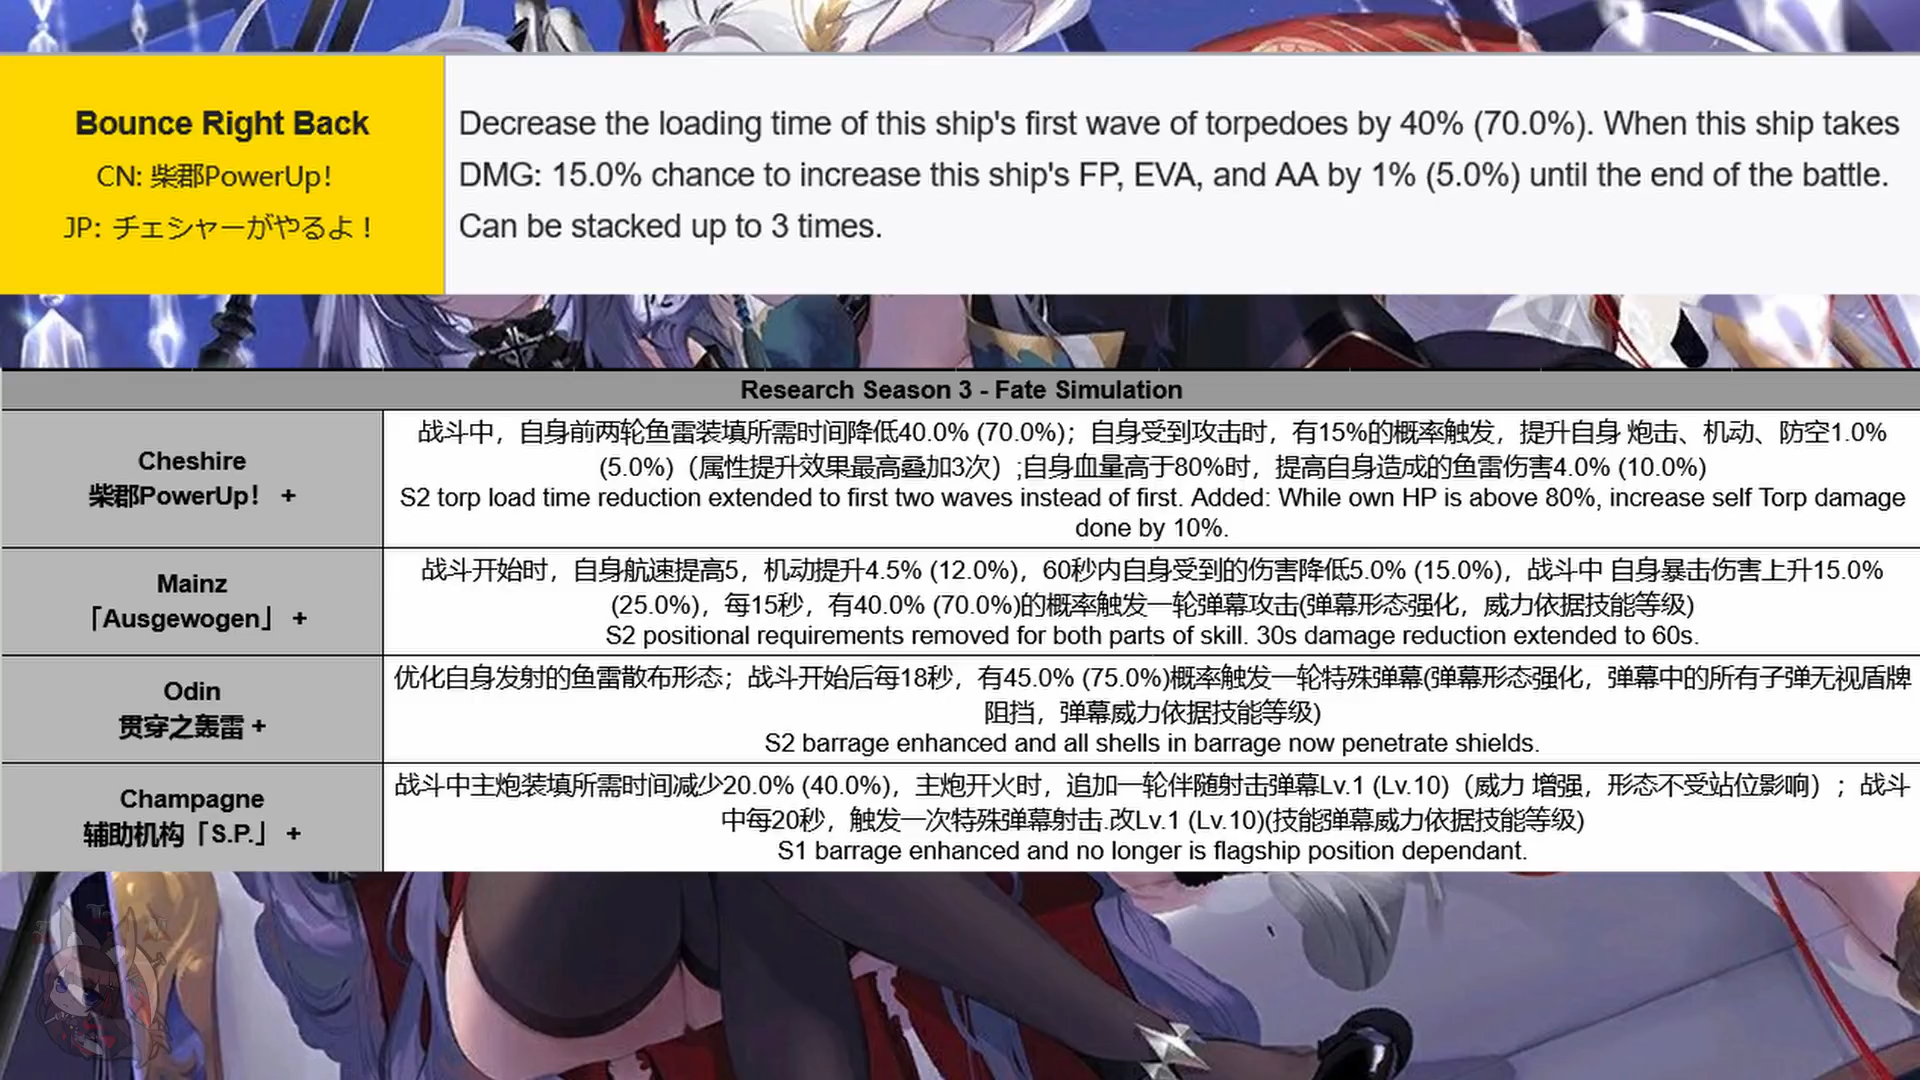 Bounce Right Back
CN: 柴郡PowerUp!
JP: チェシャーがやるよ！
Decrease the loading time of this ship's first wave of torpedoes by 40% (70.0%). When this ship takes
DMG: 15.0% chance to increase this ship's FP, EVA, and AA by 1% (5.0%) until the end of the battle.
Can be stacked up to 3 times.
Research Season 3 - Fate Simulation
Cheshire
柴郡PowerUp！ +
战斗中，自身前两轮鱼雷装填所需时间降低40.0% (70.0%)；自身受到攻击时，有15%的概率触发，提升自身 炮击、机动、防空1.0%
(5.0%)（属性提升效果最高叠加3次）;自身血量高于80%时，提高自身造成的鱼雷伤害4.0% (10.0%)
S2 torp load time reduction extended to first two waves instead of first. Added: While own HP is above 80%, increase self Torp damage
done by 10%.
Mainz
「Ausgewogen」 +
战斗开始时，自身航速提高5，机动提升4.5% (12.0%)，60秒内自身受到的伤害降低5.0% (15.0%)，战斗中 自身暴击伤害上升15.0%
(25.0%)，每15秒，有40.0% (70.0%)的概率触发一轮弹幕攻击(弹幕形态强化，威力依据技能等级)
S2 positional requirements removed for both parts of skill. 30s damage reduction extended to 60s.
Odin
贯穿之轰雷 +
优化自身发射的鱼雷散布形态；战斗开始后每18秒，有45.0% (75.0%)概率触发一轮特殊弹幕(弹幕形态强化，弹幕中的所有子弹无视盾牌
阻挡，弹幕威力依据技能等级)
S2 barrage enhanced and all shells in barrage now penetrate shields.
Champagne
辅助机构「S.P.」 +
战斗中主炮装填所需时间减少20.0% (40.0%)，主炮开火时，追加一轮伴随射击弹幕Lv.1 (Lv.10)（威力 增强，形态不受站位影响）；战斗
中每20秒，触发一次特殊弹幕射击.改Lv.1 (Lv.10)(技能弹幕威力依据技能等级)
S1 barrage enhanced and no longer is flagship position dependant.